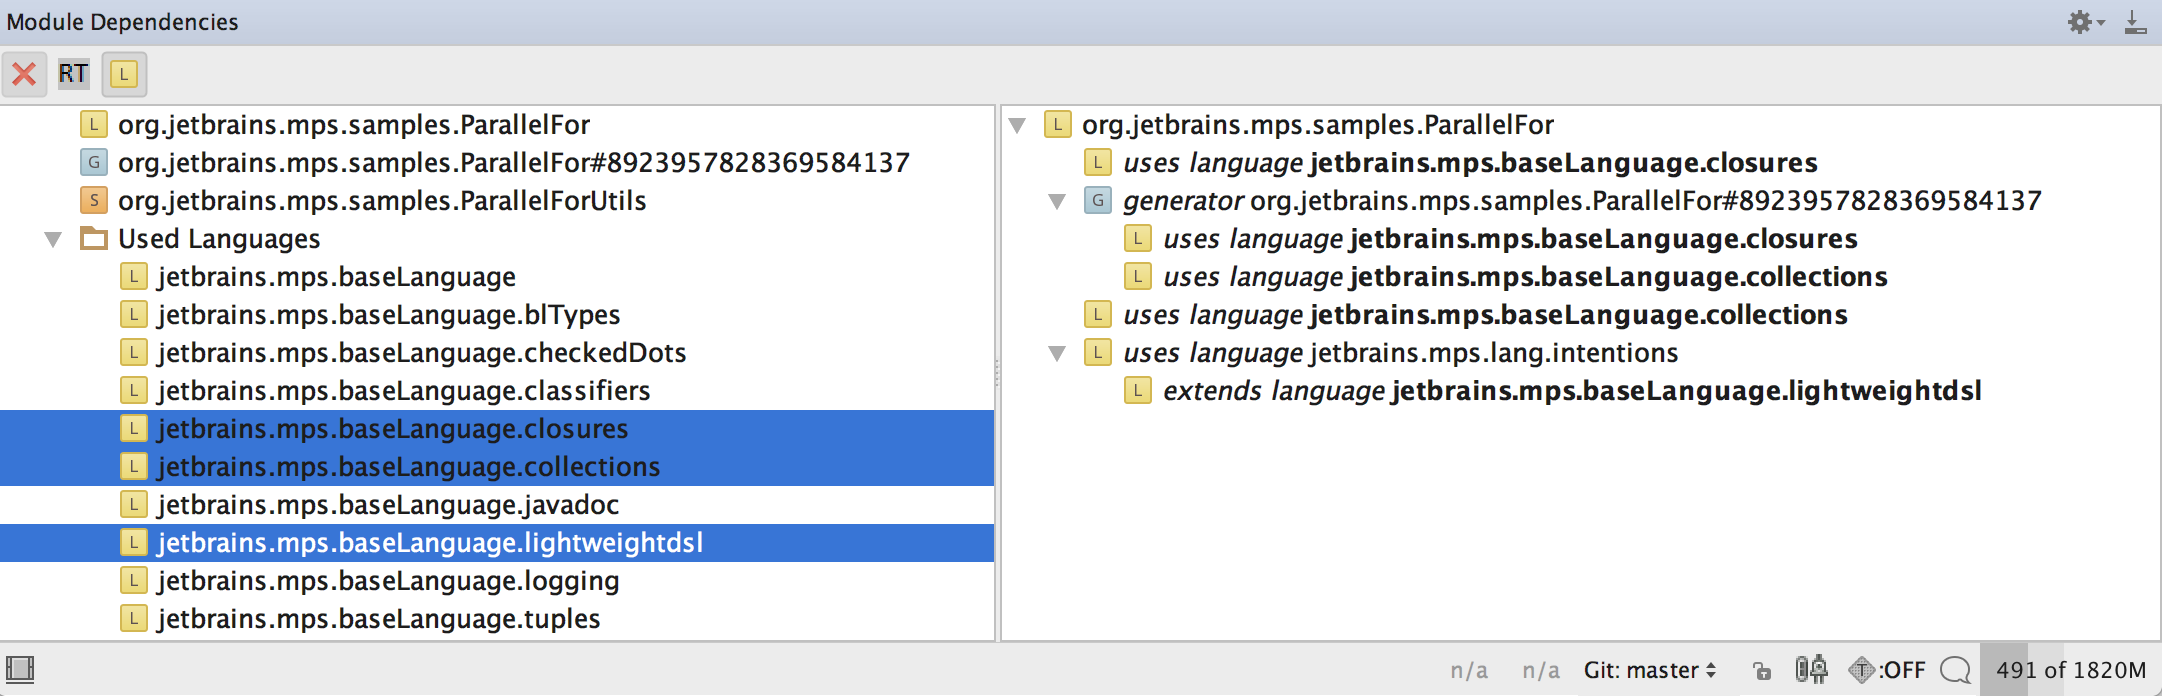 Module Dependencies
RT L
L org.jetbrains.mps.samples.ParallelFor
G org.jetbrains.mps.samples.ParallelFor#8923957828369584137
S org.jetbrains.mps.samples.ParallelForUtils
Used Languages
L jetbrains.mps.baseLanguage
L jetbrains.mps.baseLanguage.blTypes
L jetbrains.mps.baseLanguage.checkedDots
L jetbrains.mps.baseLanguage.classifiers
L jetbrains.mps.baseLanguage.closures
L jetbrains.mps.baseLanguage.collections
L jetbrains.mps.baseLanguage.javadoc
L jetbrains.mps.baseLanguage.lightweightdsl
L jetbrains.mps.baseLanguage.logging
L jetbrains.mps.baseLanguage.tuples
L org.jetbrains.mps.samples.ParallelFor
L uses language jetbrains.mps.baseLanguage.closures
G generator org.jetbrains.mps.samples.ParallelFor#8923957828369584137
L uses language jetbrains.mps.baseLanguage.closures
L uses language jetbrains.mps.baseLanguage.collections
L uses language jetbrains.mps.baseLanguage.collections
L uses language jetbrains.mps.lang.intentions
L extends language jetbrains.mps.baseLanguage.lightweightdsl
n/a n/a Git: master T :OFF 491 of 1820M